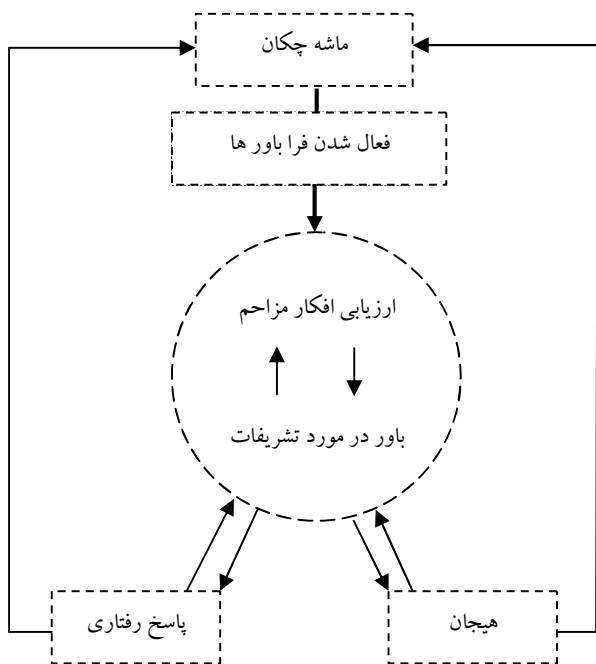 ماشه چکان
فعال شدن فرا باور ها
ارزیابی افکار مزاحم
باور در مورد تشریفات
پاسخ رفتاری
هیجان